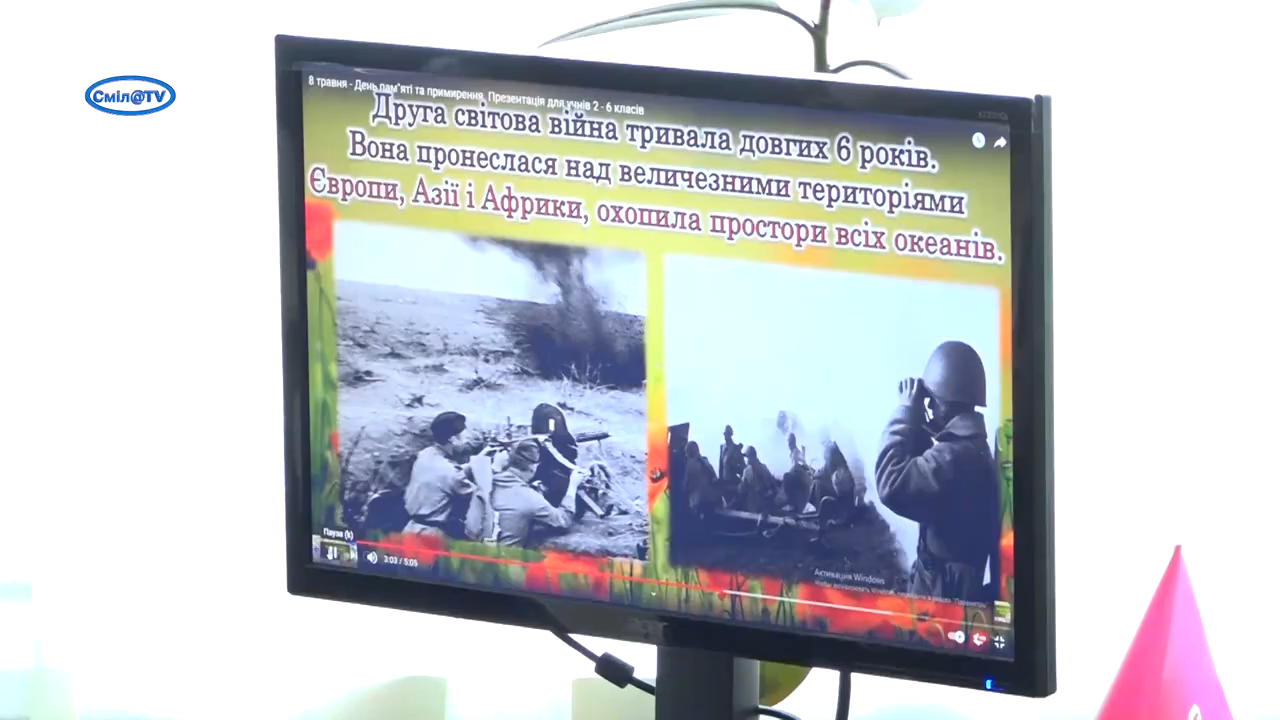 Сміл@TV
8 травня - День пам'яті та примирення. Презентація для учнів 2 - 6 класів
Друга світова війна тривала довгих 6 років.
Вона пронеслася над величезними територіями
Європи, Азії і Африки, охопила простори всіх океанів.
Пауза (k)
3:03 / 5:05
Активация Windows